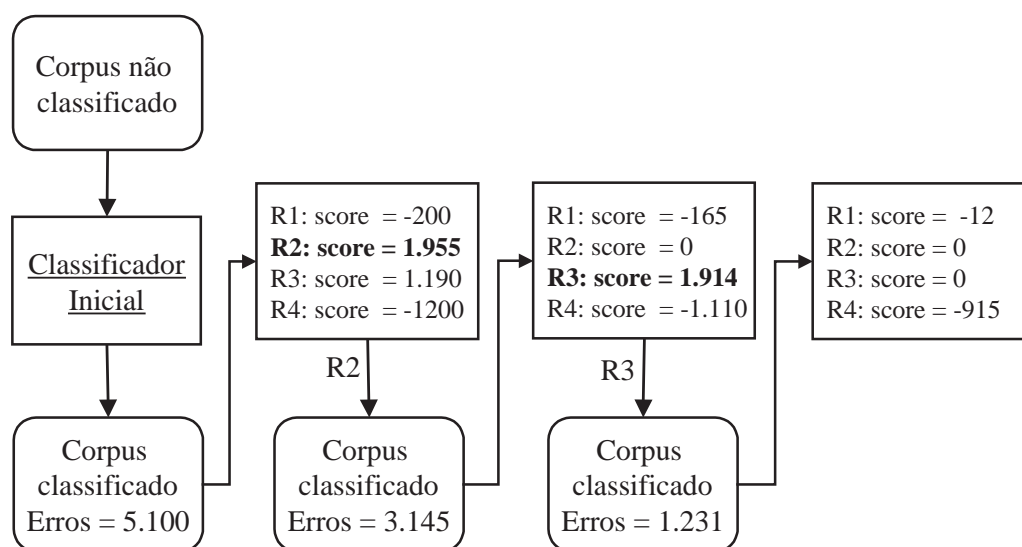 Corpus não
classificado
Classificador
Inicial
Corpus
classificado
Erros = 5.100
R1: score = -200
R2: score = 1.955
R3: score = 1.190
R4: score = -1200
R2
Corpus
classificado
Erros = 3.145
R1: score = -165
R2: score = 0
R3: score = 1.914
R4: score = -1.110
R3
Corpus
classificado
Erros = 1.231
R1: score = -12
R2: score = 0
R3: score = 0
R4: score = -915